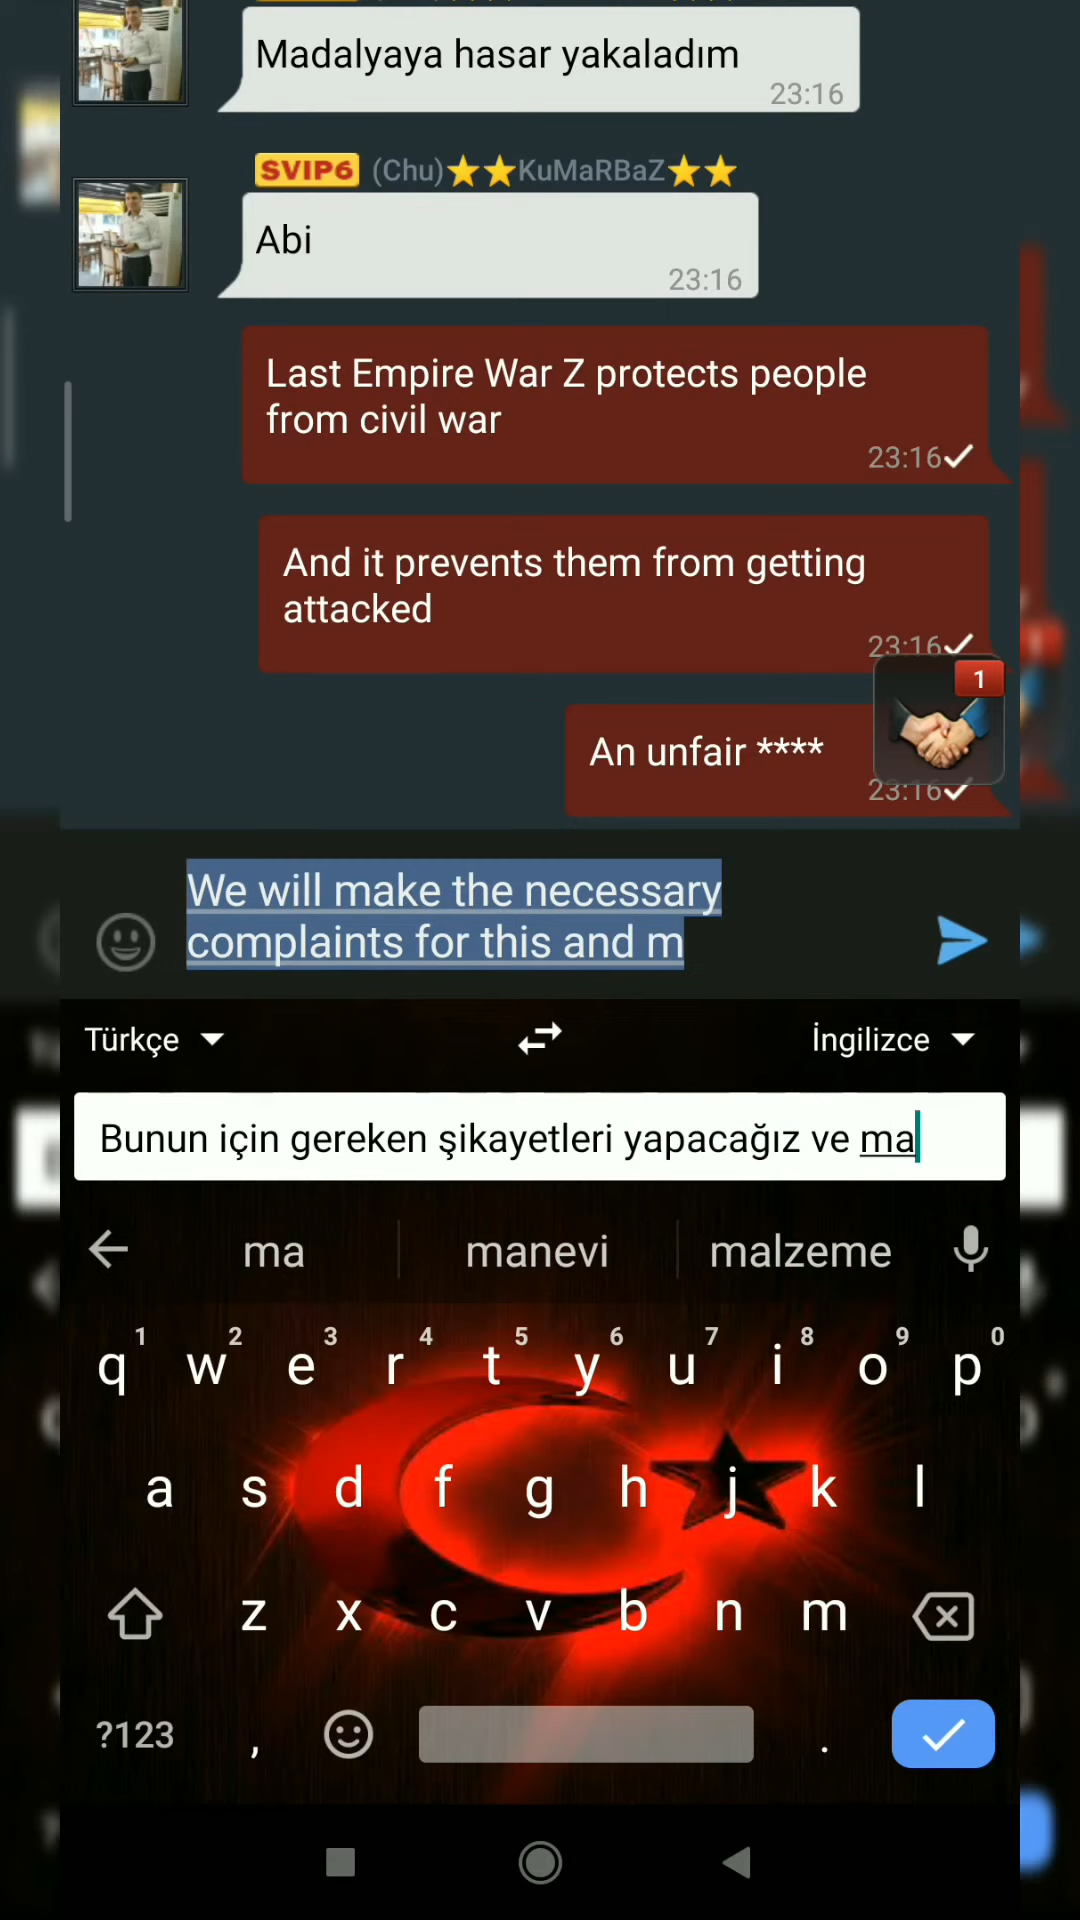 Madalyaya hasar yakaladım
23:16
SVIP6 (Chu)⭐⭐KuMaRBaZ⭐⭐
Abi
23:16
Last Empire War Z protects people
from civil war
23:16
And it prevents them from getting
attacked
23:16
1
An unfair ****
23:16
We will make the necessary
complaints for this and m
Türkçe İngilizce
Bunun için gereken şikayetleri yapacağız ve ma
ma manevi malzeme
1 2 3 4 5 6 7 8 9 0
q w e r t y u i o p
a s d f g h j k l
z x c v b n m
?123 , .